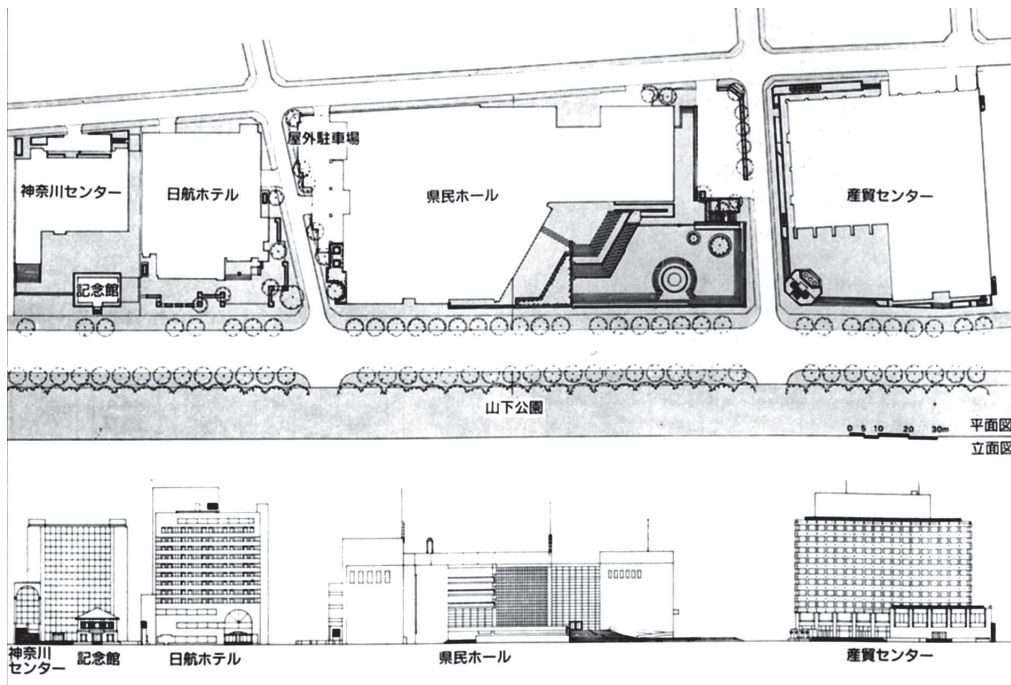 屋外駐車場
神奈川センター
日航ホテル
県民ホール
産貿センター
記念館
山下公園
0 5 10 20 30m
平面図
立面図
神奈川
センター
記念館
日航ホテル
県民ホール
産貿センター